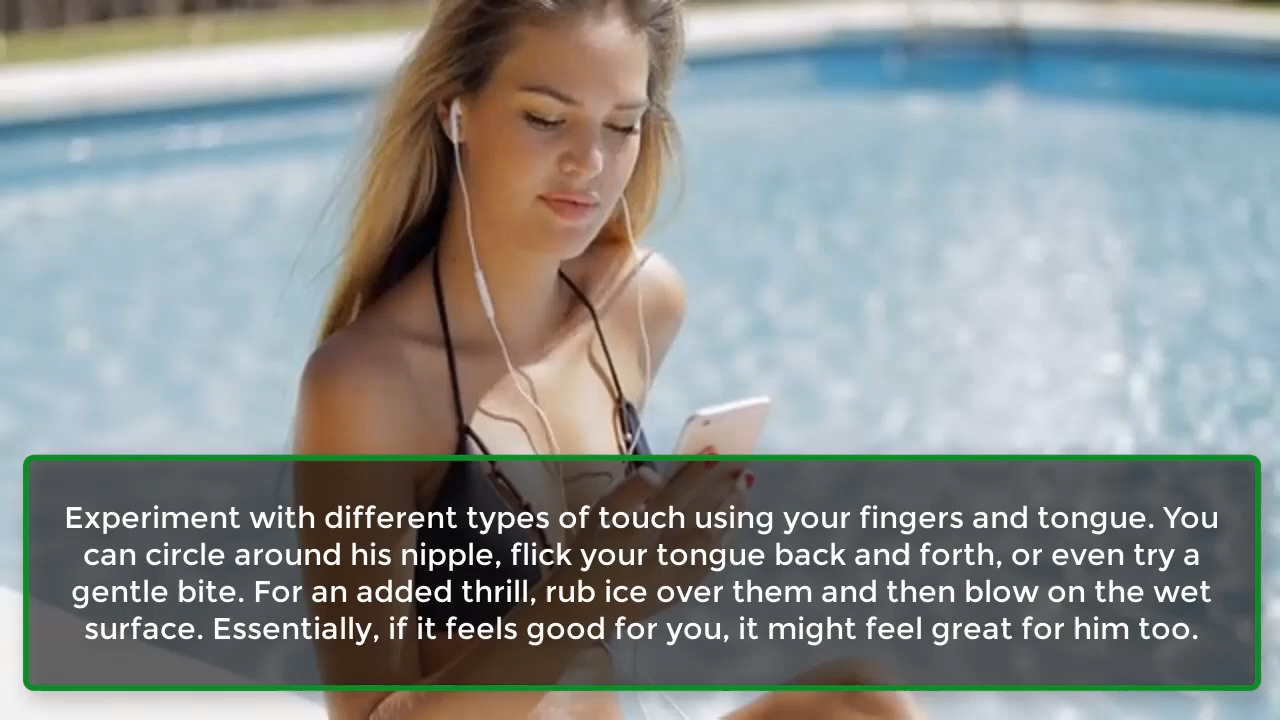 Experiment with different types of touch using your fingers and tongue. You
can circle around his nipple, flick your tongue back and forth, or even try a
gentle bite. For an added thrill, rub ice over them and then blow on the wet
surface. Essentially, if it feels good for you, it might feel great for him too.